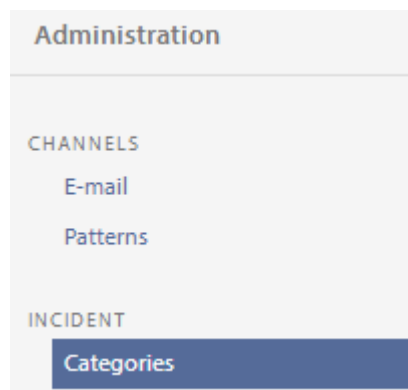 Administration
CHANNELS
E-mail
Patterns
INCIDENT
Categories